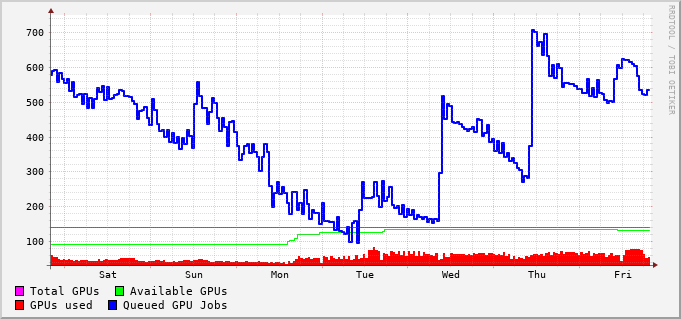 700
600
500
400
300
200
100
Sat Sun Mon Tue Wed Thu Fri
Total GPUs Available GPUs
GPUs used Queued GPU Jobs
RRDTOOL / TOBI OETIKER